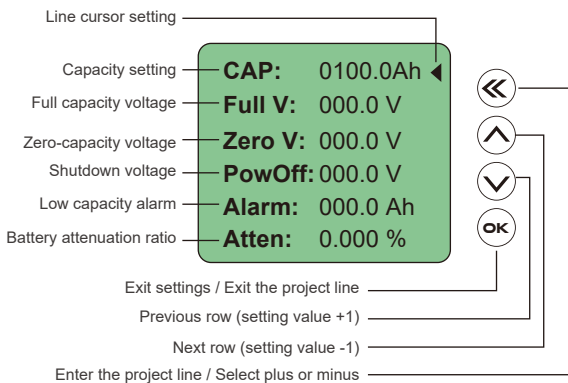 Line cursor setting
Capacity setting
CAP: 0100.0Ah
Full capacity voltage
Full V: 000.0 V
Zero-capacity voltage
Zero V: 000.0 V
Shutdown voltage
PowOff: 000.0 V
Low capacity alarm
Alarm: 000.0 Ah
Battery attenuation ratio
Atten: 0.000 %
OK
Exit settings / Exit the project line
Previous row (setting value +1)
Next row (setting value -1)
Enter the project line / Select plus or minus